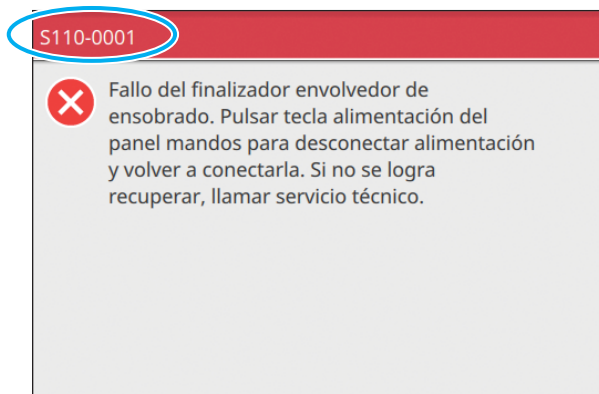 S110-0001
Fallo del finalizador envolvedor de
ensobrado. Pulsar tecla alimentación del
panel mandos para desconectar alimentación
y volver a conectarla. Si no se logra
recuperar, llamar servicio técnico.